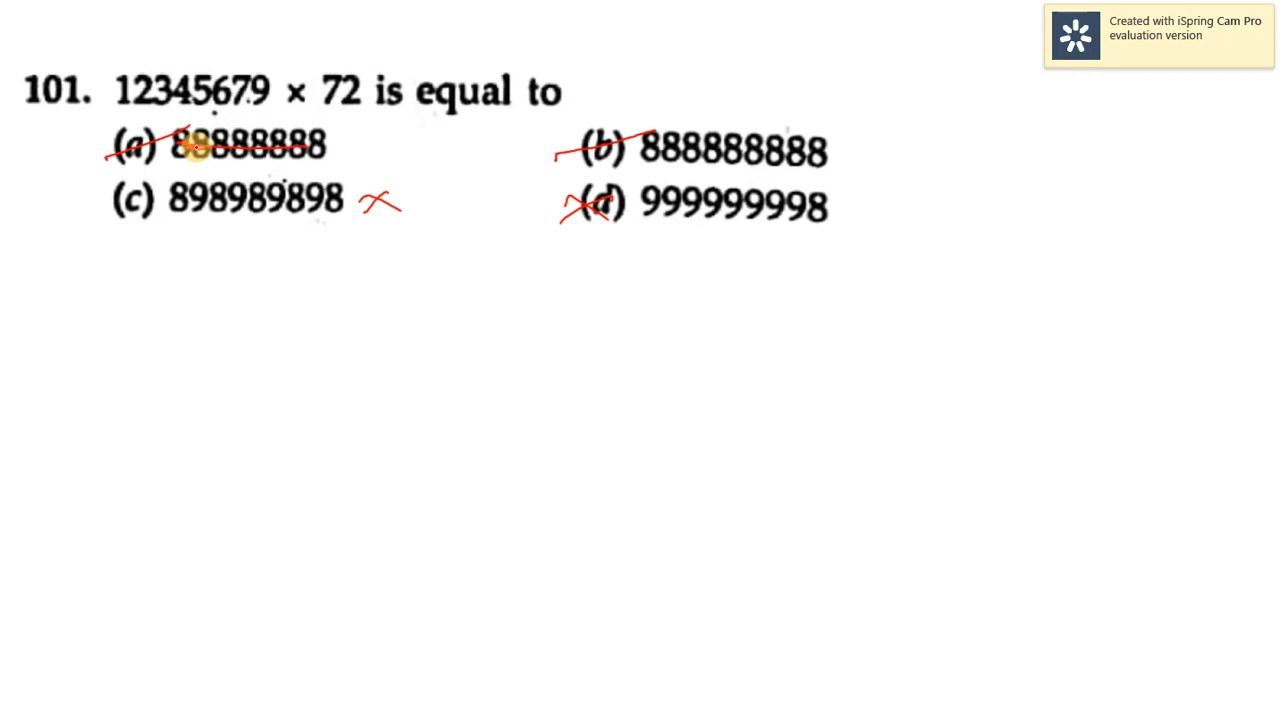 Created with iSpring Cam Pro
evaluation version
101. 12345679 × 72 is equal to
(a) 88888888 (b) 888888888
(c) 898989898 (d) 999999998